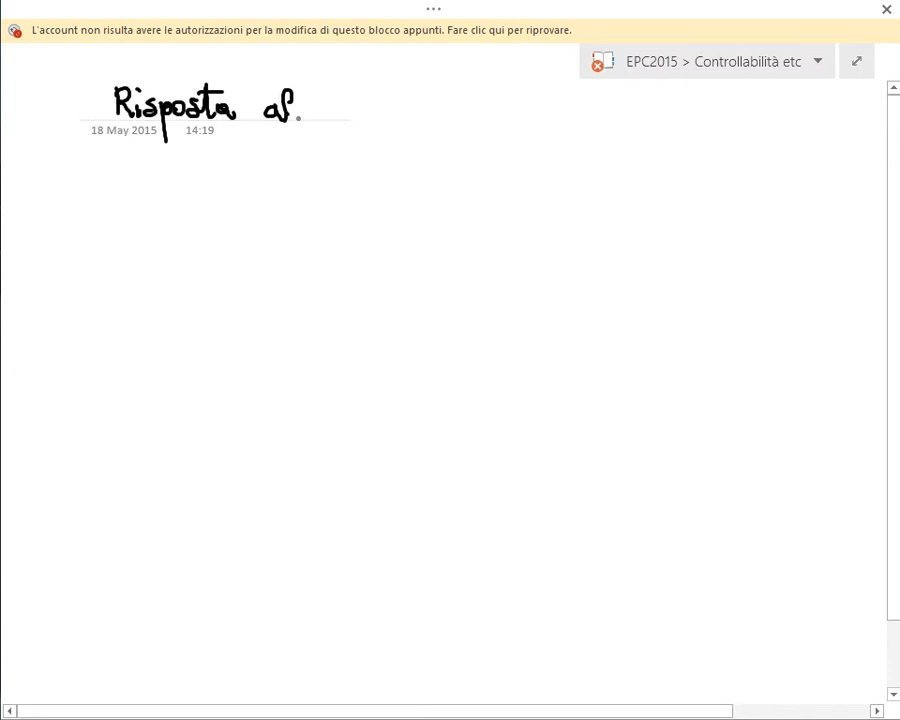 ...
L'account non risulta avere le autorizzazioni per la modifica di questo blocco appunti. Fare clic qui per riprovare.
EPC2015 > Controllabilità etc
Risposta al
18 May 2015 14:19